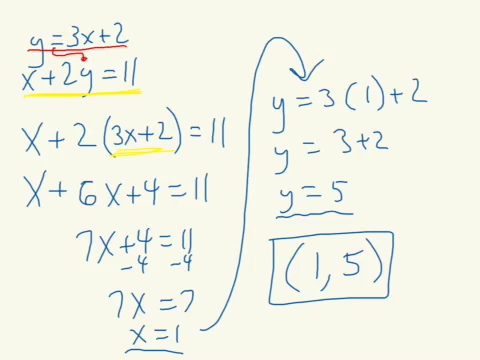 y = 3x + 2
x + 2y = 11
x + 2 (3x + 2) = 11
x + 6x + 4 = 11
7x + 4 = 11
-4 -4
7x = 7
x = 1
y = 3 (1) + 2
y = 3 + 2
y = 5
(1, 5)